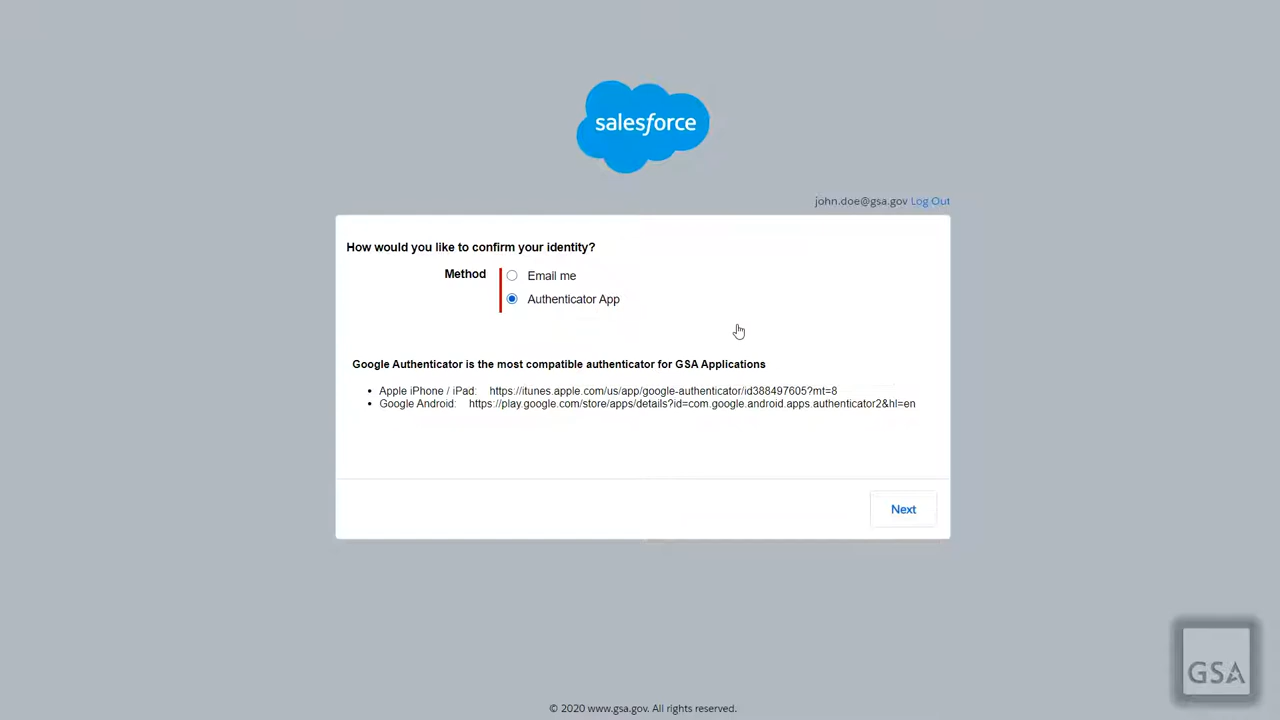 salesforce
john.doe@gsa.gov Log Out
How would you like to confirm your identity?
Method
Email me
Authenticator App
Google Authenticator is the most compatible authenticator for GSA Applications
• Apple iPhone / iPad: https://itunes.apple.com/us/app/google-authenticator/id388497605?mt=8
• Google Android: https://play.google.com/store/apps/details?id=com.google.android.apps.authenticator2&hl=en
Next
GSA
© 2020 www.gsa.gov. All rights reserved.